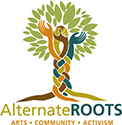 AlternateROOTS
ARTS • COMMUNITY • ACTIVISM